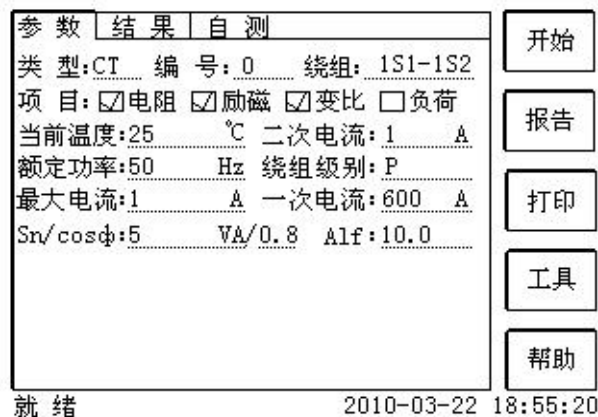 参 数 结 果 自 测
类 型:CT 编 号:0 绕组: 1S1-1S2
项 目: ☑电阻 ☑励磁 ☑变比 ☐负荷
当前温度:25 ℃ 二次电流:1 A
额定功率:50 Hz 绕组级别:P
最大电流:1 A 一次电流:600 A
Sn/cosф:5 VA/0.8 Alf:10.0
开始
报告
打印
工具
帮助
就 绪 2010-03-22 18:55:20